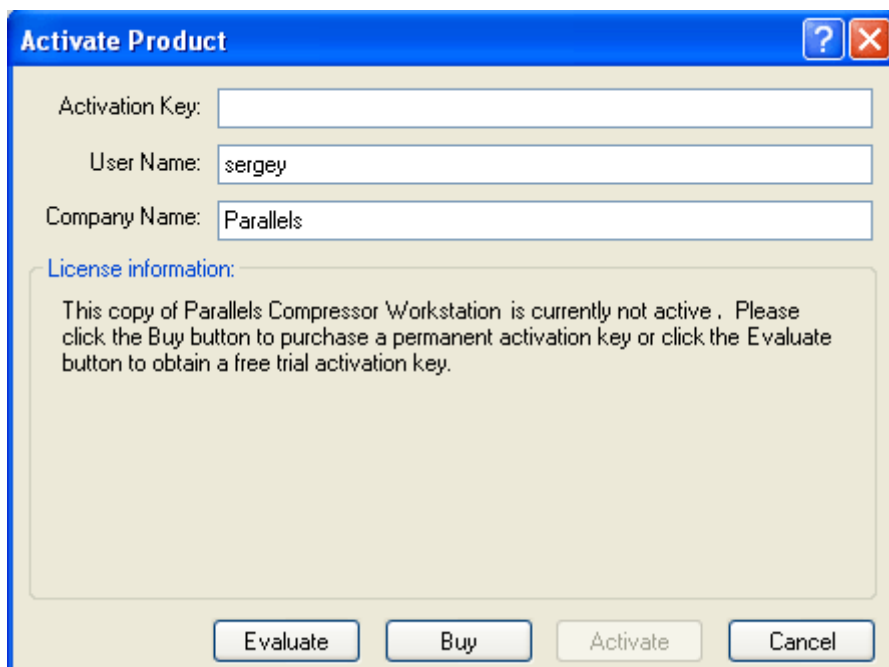 Activate Product
?
Activation Key:
User Name: sergey
Company Name: Parallels
License information:
This copy of Parallels Compressor Workstation is currently not active . Please
click the Buy button to purchase a permanent activation key or click the Evaluate
button to obtain a free trial activation key.
Evaluate Buy Activate Cancel